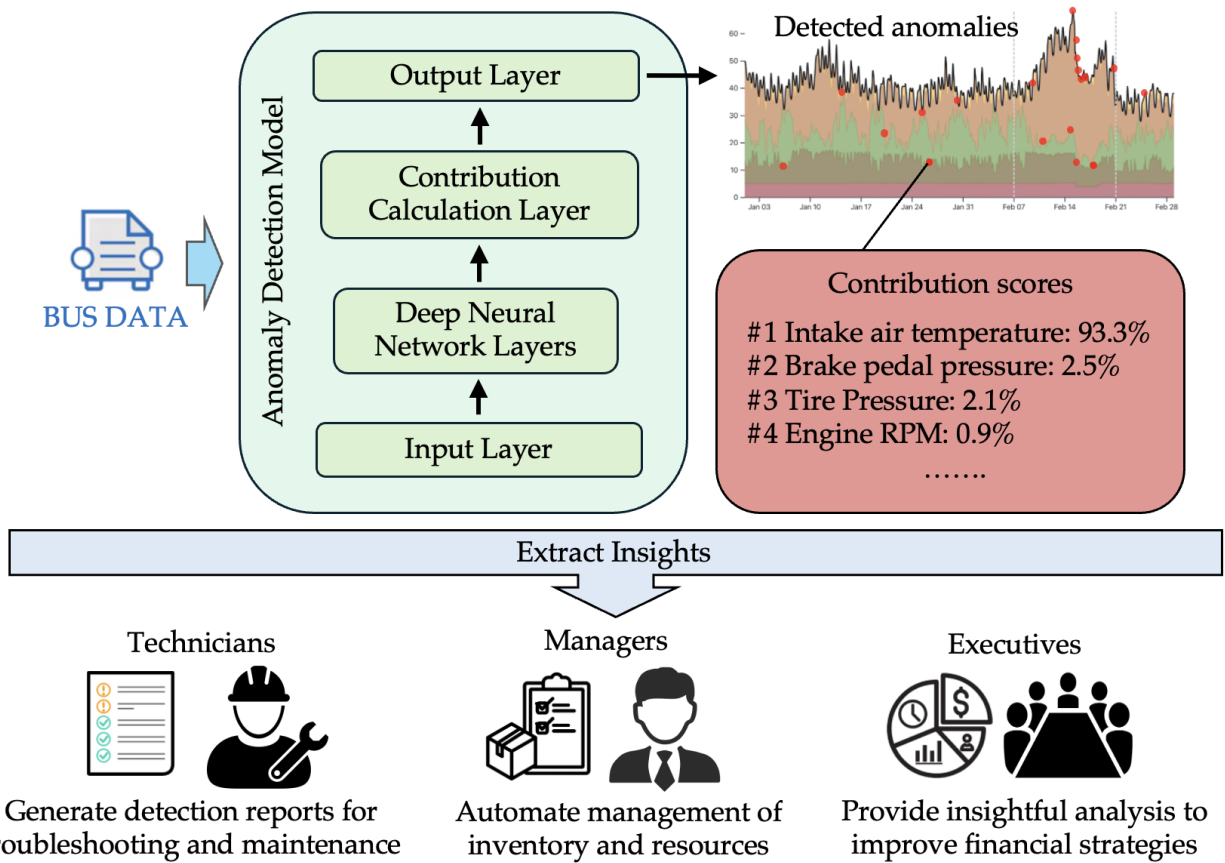 Detected anomalies
60
50
40
30
20
10
0
Jan 03 Jan 10 Jan 17 Jan 24 Jan 31 Feb 07 Feb 14 Feb 21 Feb 28
Anomaly Detection Model
Output Layer
Contribution
Calculation Layer
Deep Neural
Network Layers
Input Layer
BUS DATA
Contribution scores
#1 Intake air temperature: 93.3%
#2 Brake pedal pressure: 2.5%
#3 Tire Pressure: 2.1%
#4 Engine RPM: 0.9%
.......
Extract Insights
Technicians
Generate detection reports for
roubleshooting and maintenance
Managers
Automate management of
inventory and resources
Executives
$
Provide insightful analysis to
improve financial strategies